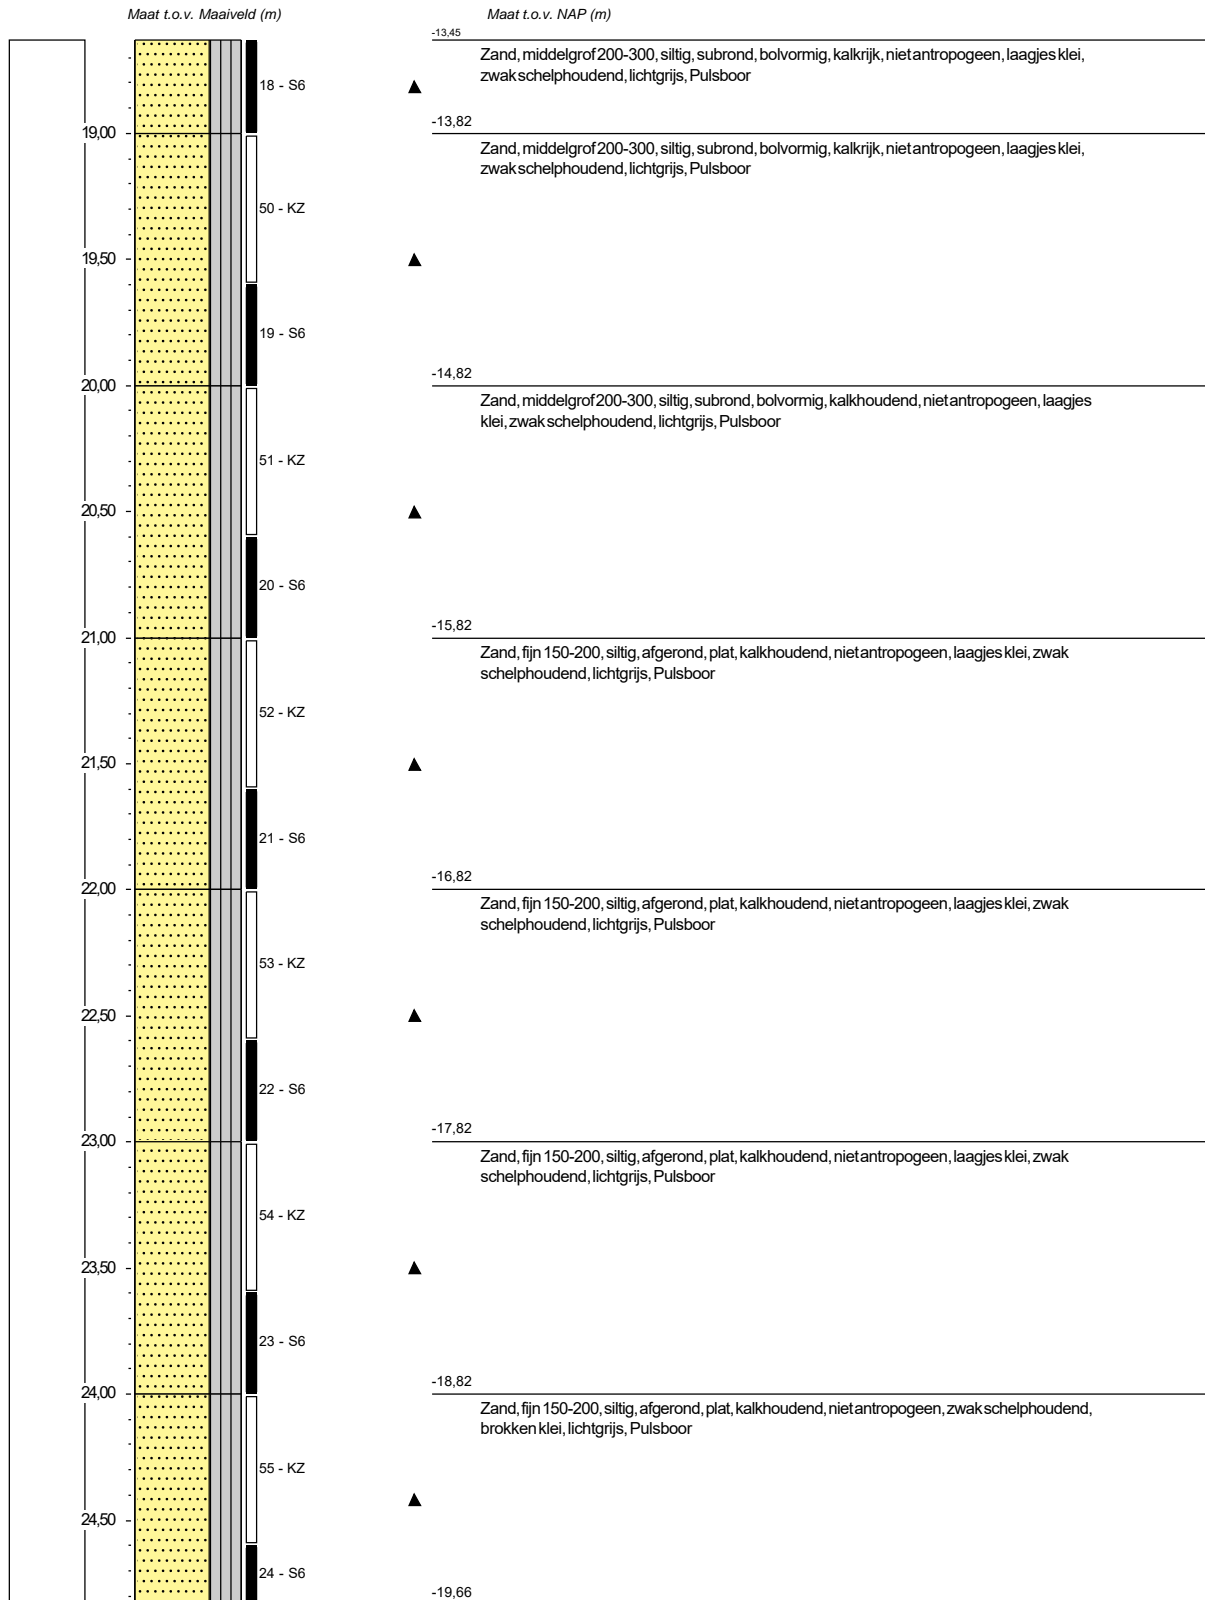 Maat t.o.v. Maaiveld (m)
Maat t.o.v. NAP (m)
-13,45
Zand, middelgrof 200-300, siltig, subrond, bolvormig, kalkrijk, niet antropogeen, laagjes klei,
zwak schelphoudend, lichtgrijs, Pulsboor
18 - S6
19,00
-13,82
Zand, middelgrof 200-300, siltig, subrond, bolvormig, kalkrijk, niet antropogeen, laagjes klei,
zwak schelphoudend, lichtgrijs, Pulsboor
50 - KZ
19,50
19 - S6
20,00
-14,82
Zand, middelgrof 200-300, siltig, subrond, bolvormig, kalkhoudend, niet antropogeen, laagjes
klei, zwak schelphoudend, lichtgrijs, Pulsboor
51 - KZ
20,50
20 - S6
21,00
-15,82
Zand, fijn 150-200, siltig, afgerond, plat, kalkhoudend, niet antropogeen, laagjes klei, zwak
schelphoudend, lichtgrijs, Pulsboor
52 - KZ
21,50
21 - S6
22,00
-16,82
Zand, fijn 150-200, siltig, afgerond, plat, kalkhoudend, niet antropogeen, laagjes klei, zwak
schelphoudend, lichtgrijs, Pulsboor
53 - KZ
22,50
22 - S6
23,00
-17,82
Zand, fijn 150-200, siltig, afgerond, plat, kalkhoudend, niet antropogeen, laagjes klei, zwak
schelphoudend, lichtgrijs, Pulsboor
54 - KZ
23,50
23 - S6
24,00
-18,82
Zand, fijn 150-200, siltig, afgerond, plat, kalkhoudend, niet antropogeen, zwak schelphoudend,
brokken klei, lichtgrijs, Pulsboor
55 - KZ
24,50
24 - S6
-19,66